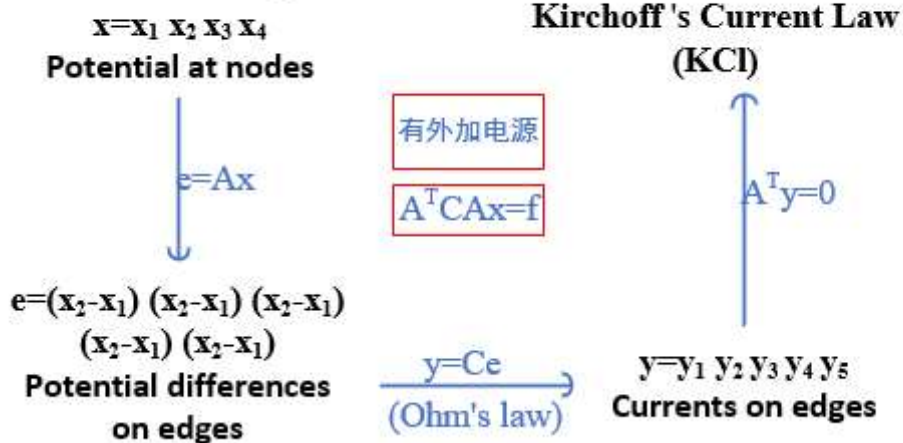 x=x₁ x₂ x₃ x₄
Potential at nodes
e=Ax
e=(x₂-x₁) (x₂-x₁) (x₂-x₁)
(x₂-x₁) (x₂-x₁)
Potential differences
on edges
有外加电源
AᵀCAx=f
y=Ce
(Ohm's law)
Kirchoff 's Current Law
(KCl)
Aᵀy=0
y=y₁ y₂ y₃ y₄ y₅
Currents on edges